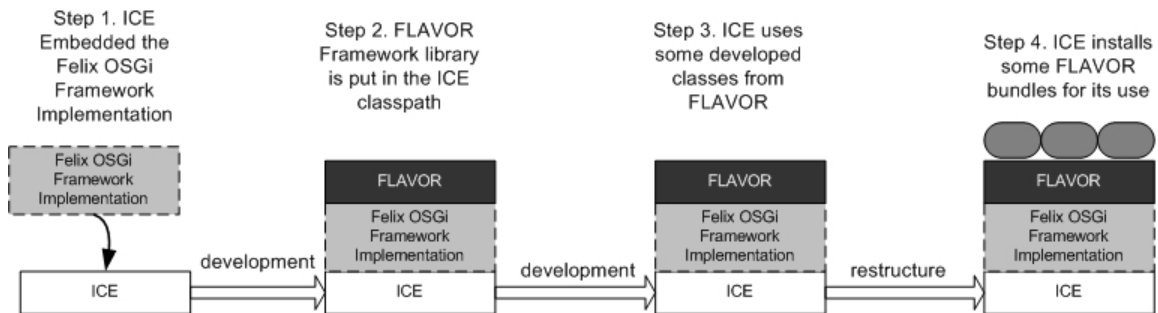 Step 1. ICE
Embedded the
Felix OSGi
Framework
Implementation
Step 2. FLAVOR
Framework library
is put in the ICE
classpath
Step 3. ICE uses
some developed
classes from
FLAVOR
Step 4. ICE installs
some FLAVOR
bundles for its use
Felix OSGi
Framework
Implementation
ICE
development
FLAVOR
Felix OSGi
Framework
Implementation
ICE
development
FLAVOR
Felix OSGi
Framework
Implementation
ICE
restructure
FLAVOR
Felix OSGi
Framework
Implementation
ICE